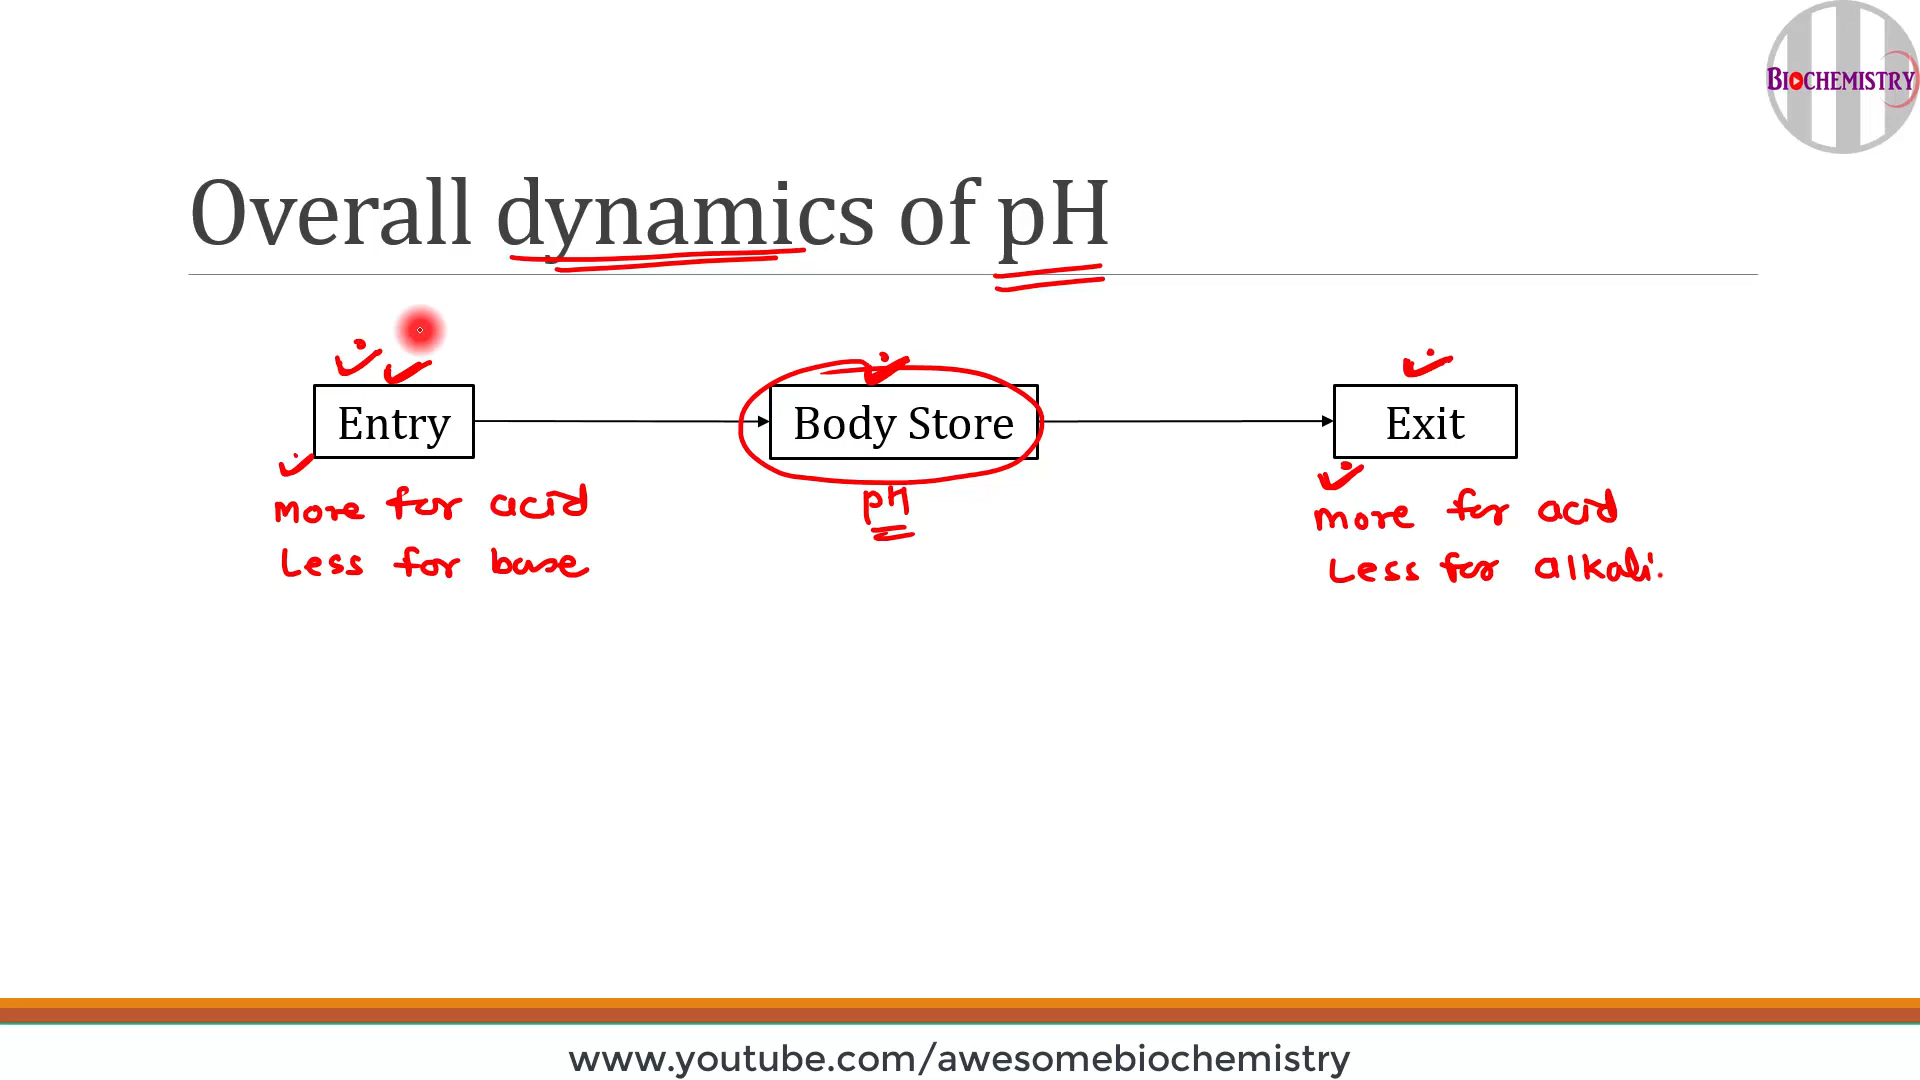 BIOCHEMISTRY
Overall dynamics of pH
Entry
Body Store
Exit
more for acid
Less for base
pH
more for acid
Less for alkali.
www.youtube.com/awesomebiochemistry